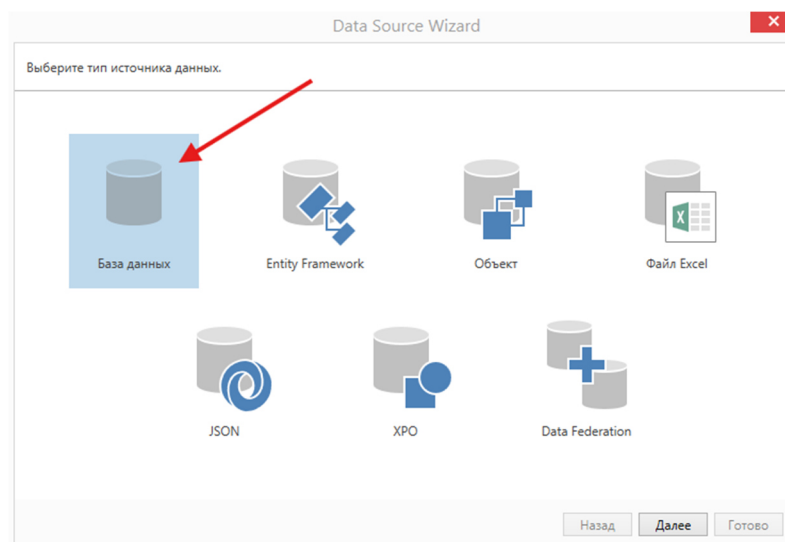 Data Source Wizard
Выберите тип источника данных.
База данных
Entity Framework
Объект
Файл Excel
JSON
XPO
Data Federation
Назад
Далее
Готово